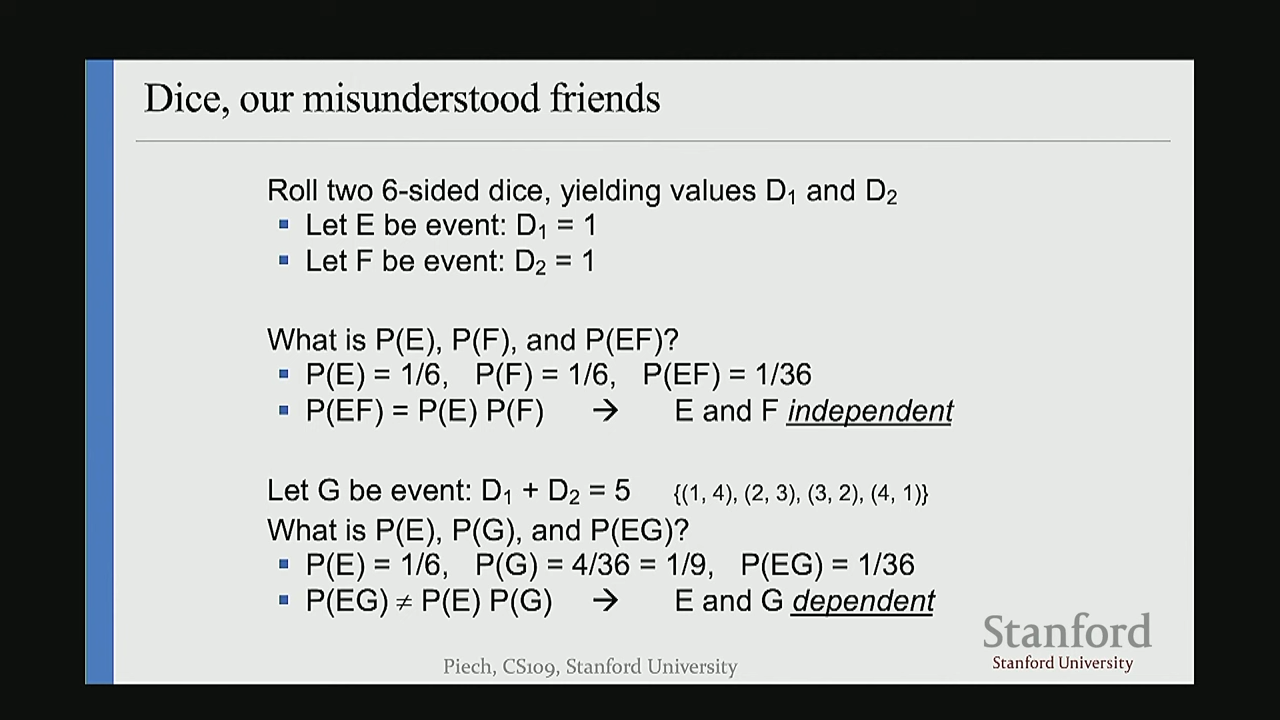 Dice, our misunderstood friends
Roll two 6-sided dice, yielding values D₁ and D₂
▪ Let E be event: D₁ = 1
▪ Let F be event: D₂ = 1
What is P(E), P(F), and P(EF)?
▪ P(E) = 1/6, P(F) = 1/6, P(EF) = 1/36
▪ P(EF) = P(E) P(F) → E and F independent
Let G be event: D₁ + D₂ = 5 {(1, 4), (2, 3), (3, 2), (4, 1)}
What is P(E), P(G), and P(EG)?
▪ P(E) = 1/6, P(G) = 4/36 = 1/9, P(EG) = 1/36
▪ P(EG) ≠ P(E) P(G) → E and G dependent
Stanford
Stanford University
Piech, CS109, Stanford University